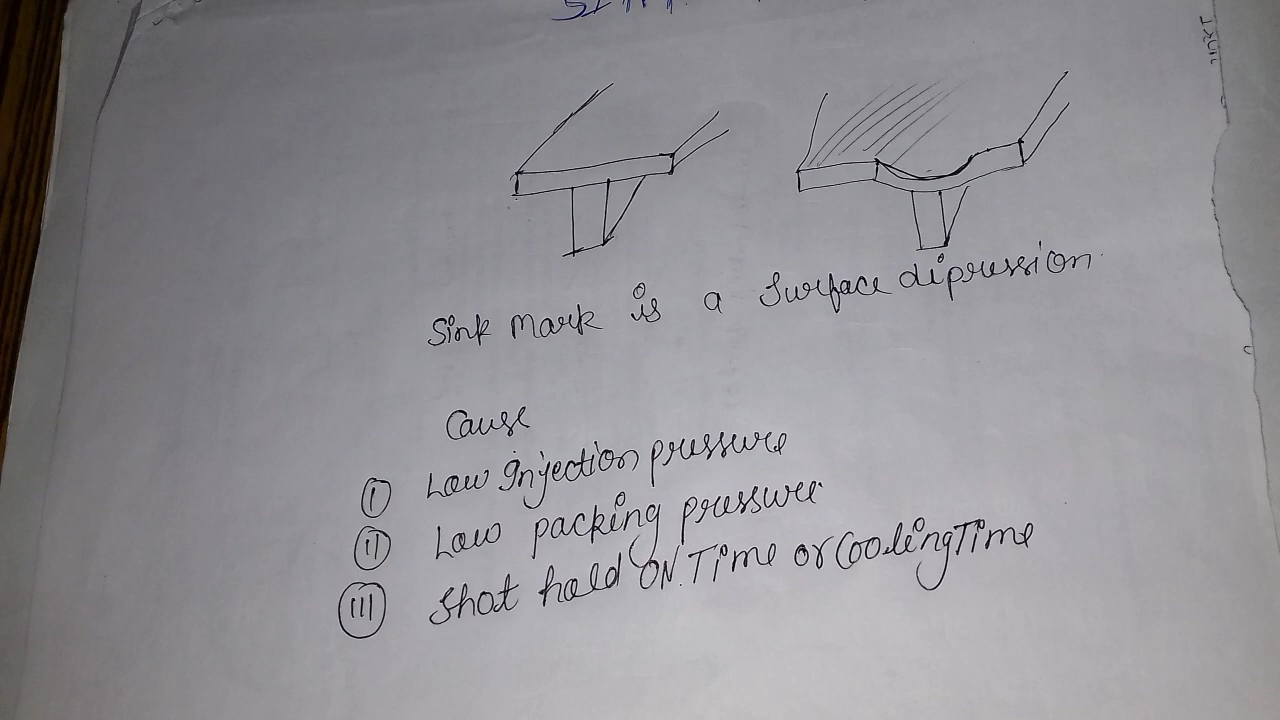 Sink Mark is a Surface dipression.
Cause
I Low Injection pressure
II Low packing pressure
III Shot hold ON.Time or Cooling Time